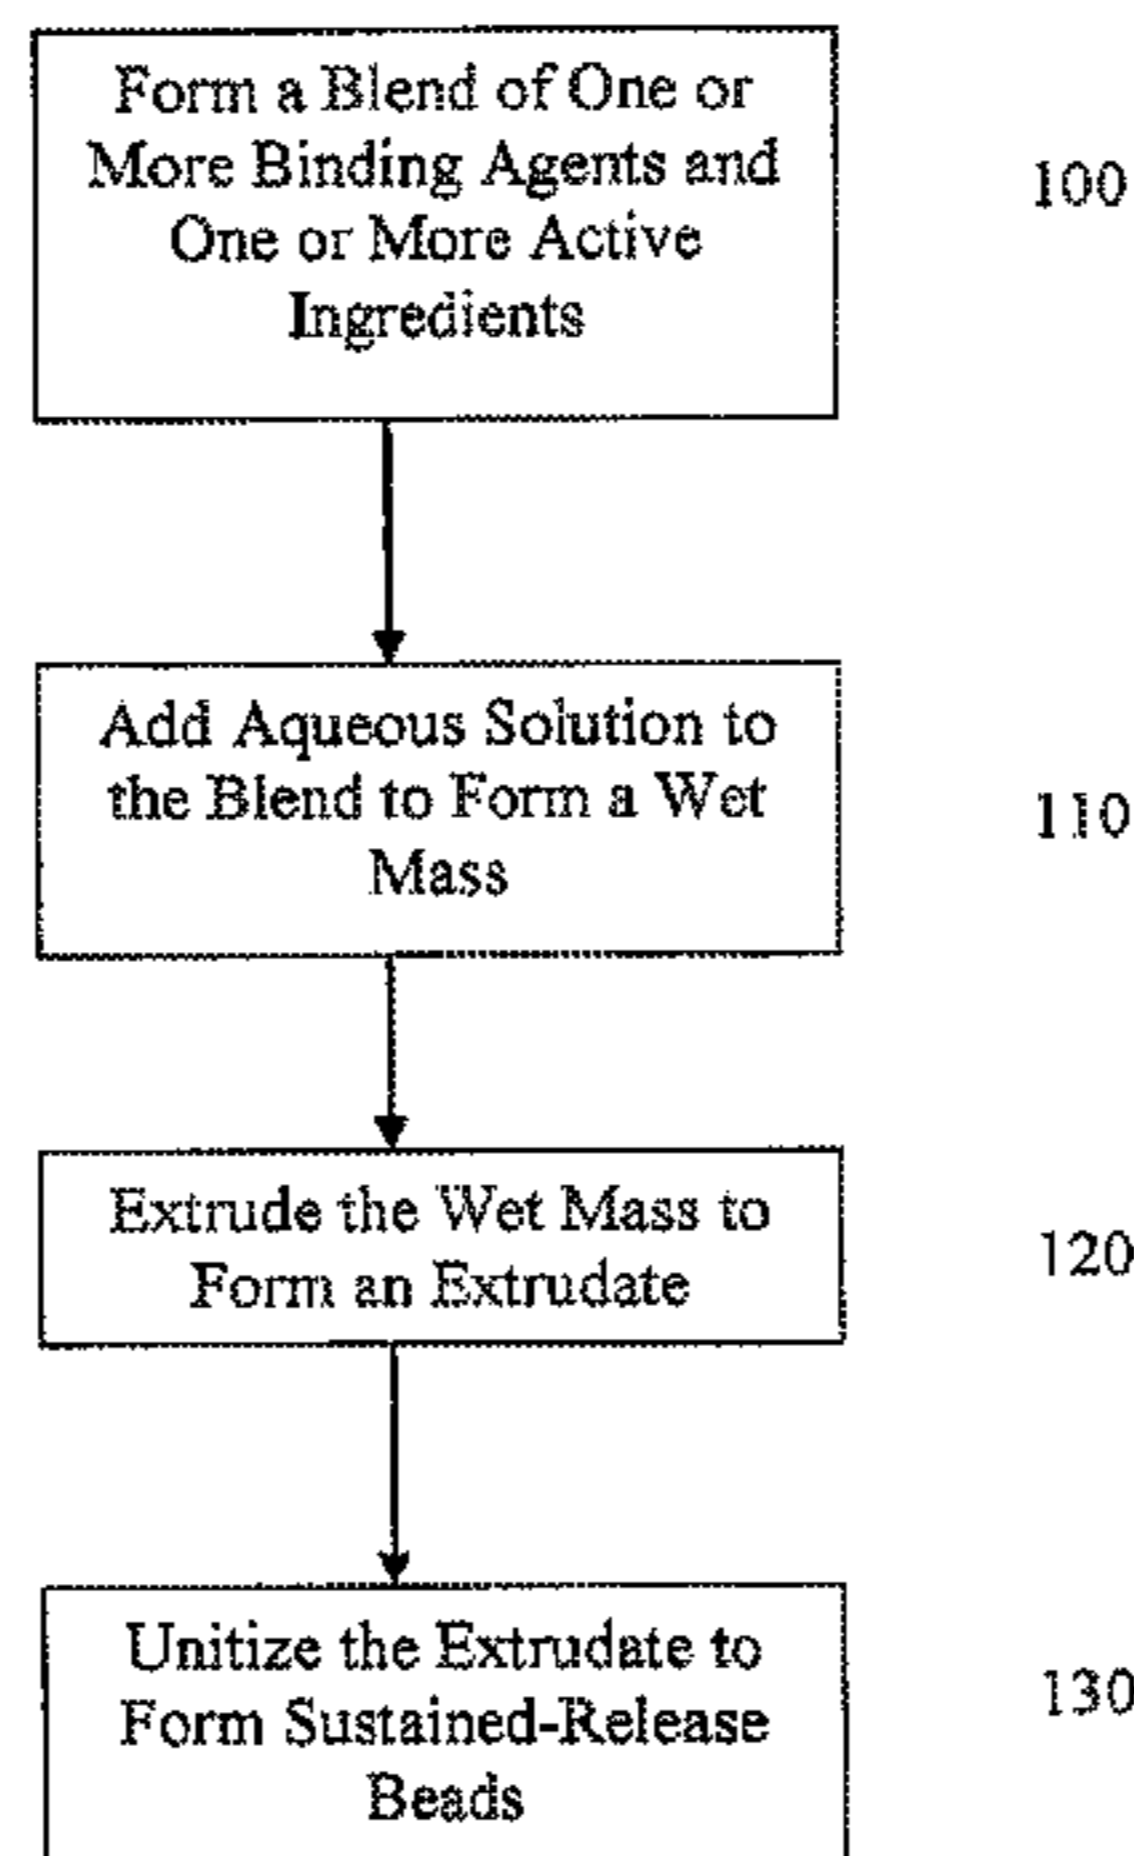 Form a Blend of One or
More Binding Agents and
One or More Active
Ingredients
100
Add Aqueous Solution to
the Blend to Form a Wet
Mass
110
Extrude the Wet Mass to
Form an Extrudate
120
Unitize the Extrudate to
Form Sustained-Release
Beads
130